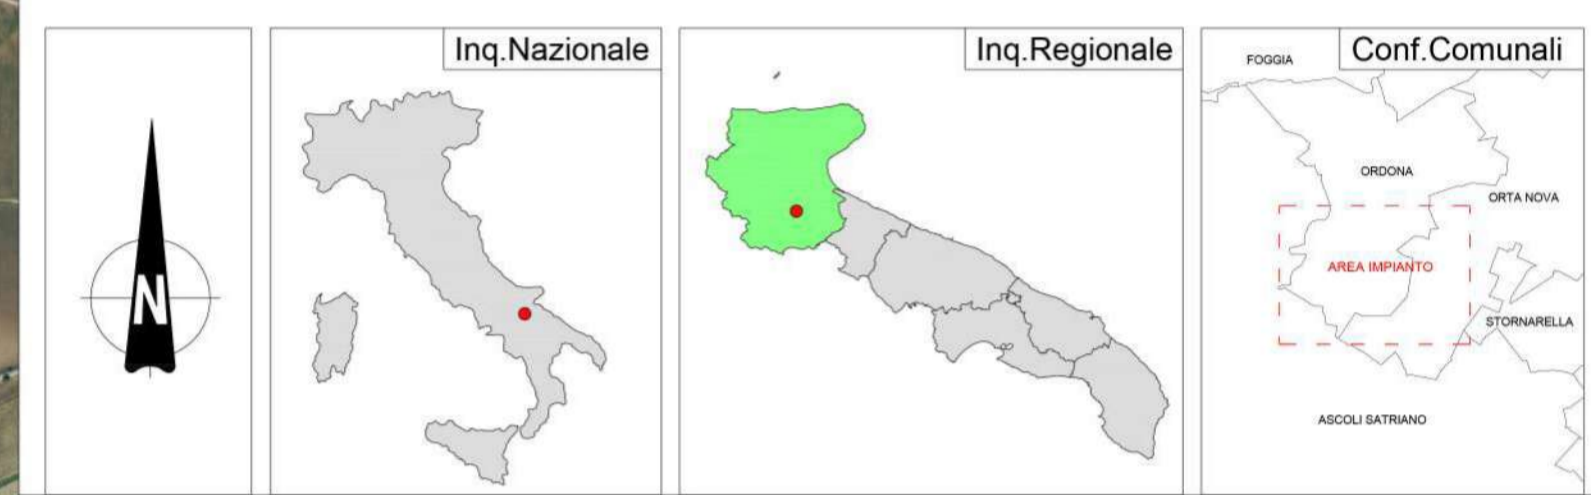 N
Inq.Nazionale
Inq.Regionale
Conf.Comunali
FOGGIA
ORDONA
ORTA NOVA
AREA IMPIANTO
STORNARELLA
ASCOLI SATRIANO